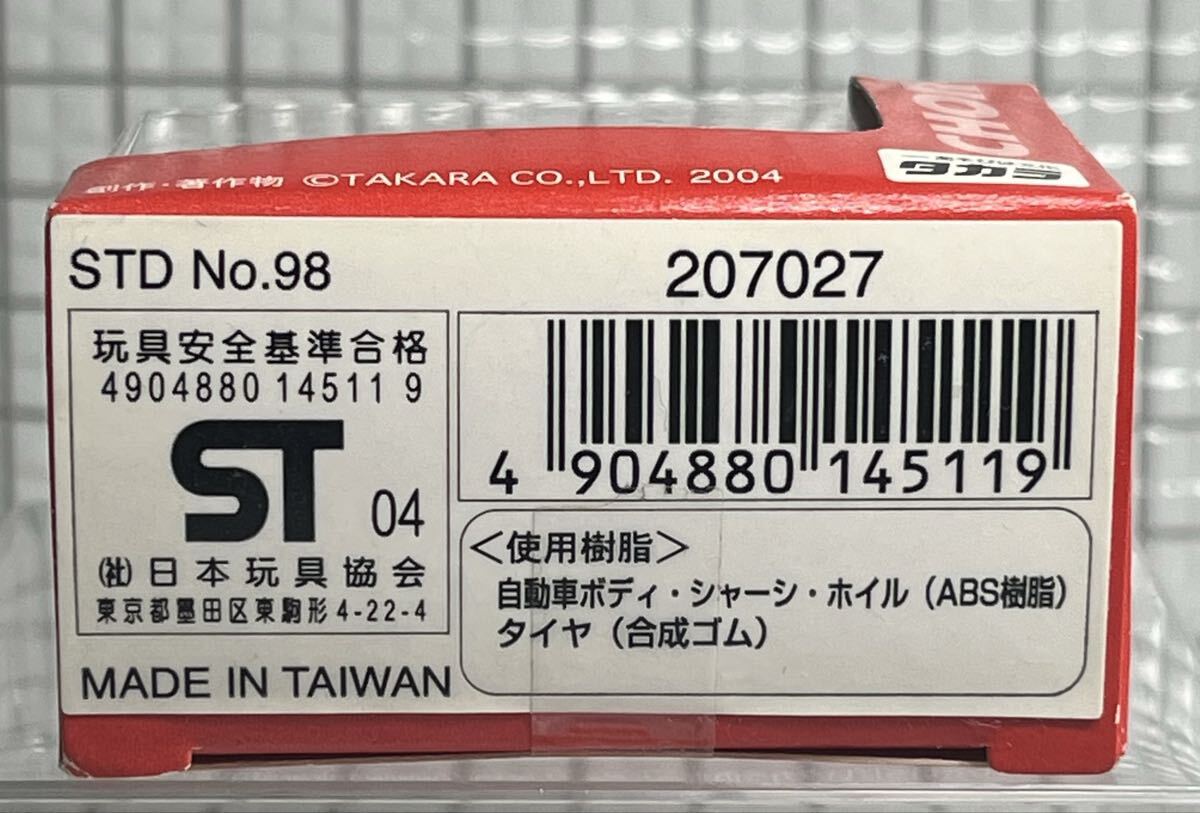 CHO
タカラ
創作・著作物 ©TAKARA CO.,LTD. 2004
STD No.98
207027
玩具安全基準合格
4904880 14511 9
ST 04
(社)日本玩具協会
東京都墨田区東駒形4-22-4
MADE IN TAIWAN
4 904880 145119
<使用樹脂>
自動車ボディ・シャーシ・ホイル(ABS樹脂)
タイヤ(合成ゴム)